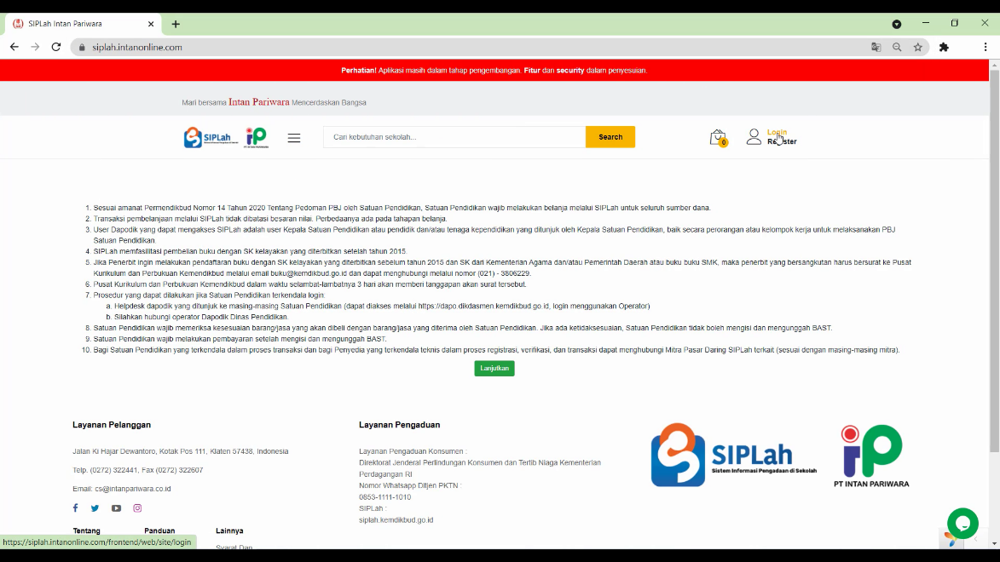 SIPLah Intan Pariwara
siplah.intanonline.com
Perhatian! Aplikasi masih dalam tahap pengembangan. Fitur dan security dalam penyesuian.
Mari bersama Intan Pariwara Mencerdaskan Bangsa
SIPLah
PT INTAN PARIWARA
Cari kebutuhan sekolah...
Search
0
Login
Register
1. Sesuai amanat Permendikbud Nomor 14 Tahun 2020 Tentang Pedoman PBJ oleh Satuan Pendidikan, Satuan Pendidikan wajib melakukan belanja melalui SIPLah untuk seluruh sumber dana.
2. Transaksi pembelanjaan melalui SIPLah tidak dibatasi besaran nilai. Perbedaanya ada pada tahapan belanja.
3. User Dapodik yang dapat mengakses SIPLah adalah user Kepala Satuan Pendidikan atau pendidik dan/atau tenaga kependidikan yang ditunjuk oleh Kepala Satuan Pendidikan, baik secara perorangan atau kelompok kerja untuk melaksanakan PBJ
Satuan Pendidikan.
4. SIPLah memfasilitasi pembelian buku dengan SK kelayakan yang diterbitkan setelah tahun 2015.
5. Jika Penerbit ingin melakukan pendaftaran buku dengan SK kelayakan yang diterbitkan sebelum tahun 2015 dan SK dari Kementerian Agama dan/atau Pemerintah Daerah atau buku buku SMK, maka penerbit yang bersangkutan harus bersurat ke Pusat
Kurikulum dan Perbukuan Kemendikbud melalui email buku@kemdikbud.go.id dan dapat menghubungi melalui nomor (021) - 3806229.
6. Pusat Kurikulum dan Perbukuan Kemendikbud dalam waktu selambat-lambatnya 3 hari akan memberi tanggapan akan surat tersebut.
7. Prosedur yang dapat dilakukan jika Satuan Pendidikan terkendala login:
a. Helpdesk dapodik yang ditunjuk ke masing-masing Satuan Pendidikan (dapat diakses melalui https://dapo.dikdasmen.kemdikbud.go.id, login menggunakan Operator)
b. Silahkan hubungi operator Dapodik Dinas Pendidikan.
8. Satuan Pendidikan wajib memeriksa kesesuaian barang/jasa yang akan dibeli dengan barang/jasa yang diterima oleh Satuan Pendidikan. Jika ada ketidaksesuaian, Satuan Pendidikan tidak boleh mengisi dan mengunggah BAST.
9. Satuan Pendidikan wajib melakukan pembayaran setelah mengisi dan mengunggah BAST.
10. Bagi Satuan Pendidikan yang terkendala dalam proses transaksi dan bagi Penyedia yang terkendala teknis dalam proses registrasi, verifikasi, dan transaksi dapat menghubungi Mitra Pasar Daring SIPLah terkait (sesuai dengan masing-masing mitra).
Lanjutkan
Layanan Pelanggan
Jalan Ki Hajar Dewantoro, Kotak Pos 111, Klaten 57438, Indonesia
Telp. (0272) 322441, Fax (0272) 322607
Email: cs@intanpariwara.co.id
Tentang
Panduan
Lainnya
Syarat Dan
Layanan Pengaduan
Layanan Pengaduan Konsumen :
Direktorat Jenderal Perlindungan Konsumen dan Tertib Niaga Kementerian
Perdagangan RI
Nomor Whatsapp Ditjen PKTN :
0853-1111-1010
SIPLah :
siplah.kemdikbud.go.id
SIPLah
Sistem Informasi Pengadaan di Sekolah
ip
PT INTAN PARIWARA
https://siplah.intanonline.com/frontend/web/site/login